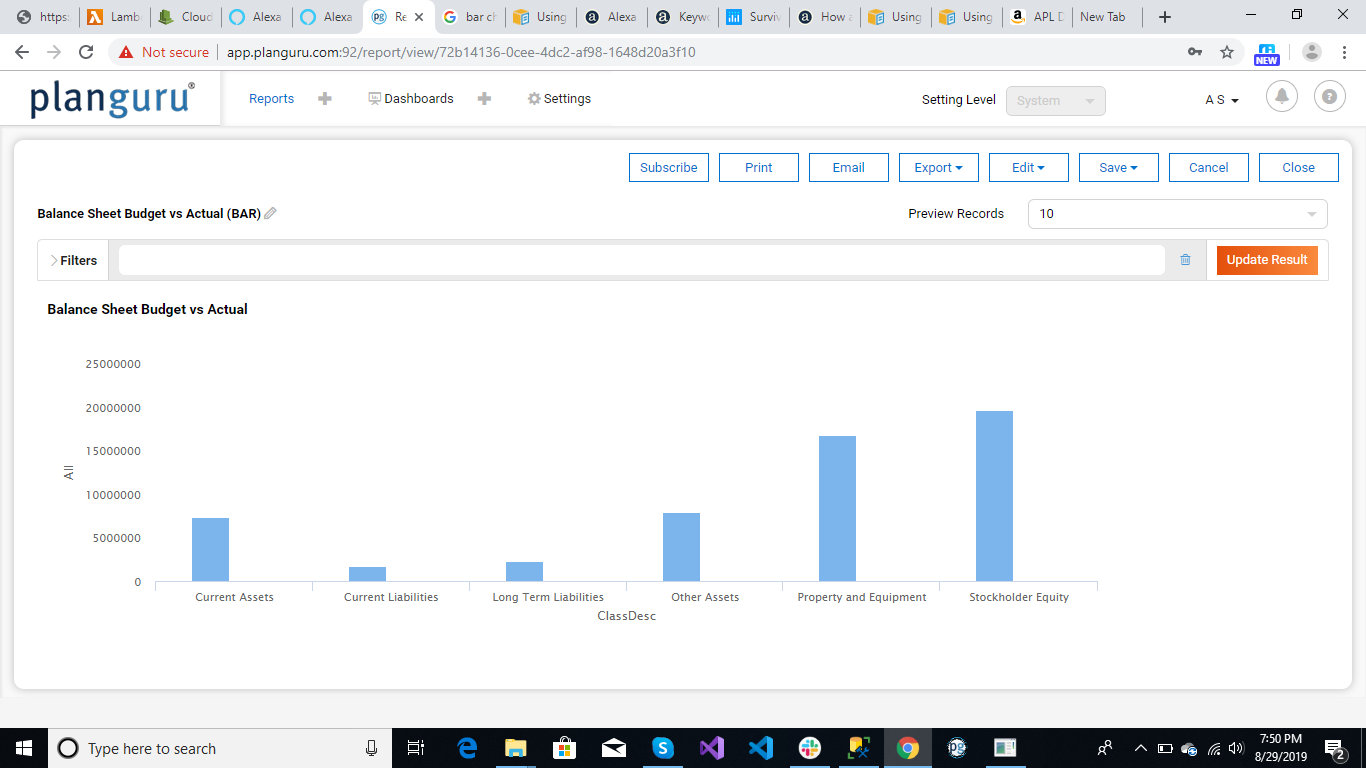 https:
Lamb
Cloud
Alexa
Alexa
Re
bar ch
Using
Alexa
Keyw
Surviv
How a
Using
Using
APL D
New Tab
Not secure
app.planguru.com:92/report/view/72b14136-0cee-4dc2-af98-1648d20a3f10
NEW
planguru®
Reports
Dashboards
Settings
Setting Level
System
A S
Subscribe
Print
Email
Export
Edit
Save
Cancel
Close
Balance Sheet Budget vs Actual (BAR)
Preview Records
10
Filters
Update Result
Balance Sheet Budget vs Actual
25000000
20000000
15000000
10000000
5000000
0
All
Current Assets
Current Liabilities
Long Term Liabilities
Other Assets
Property and Equipment
Stockholder Equity
ClassDesc
Type here to search
7:50 PM
8/29/2019
2